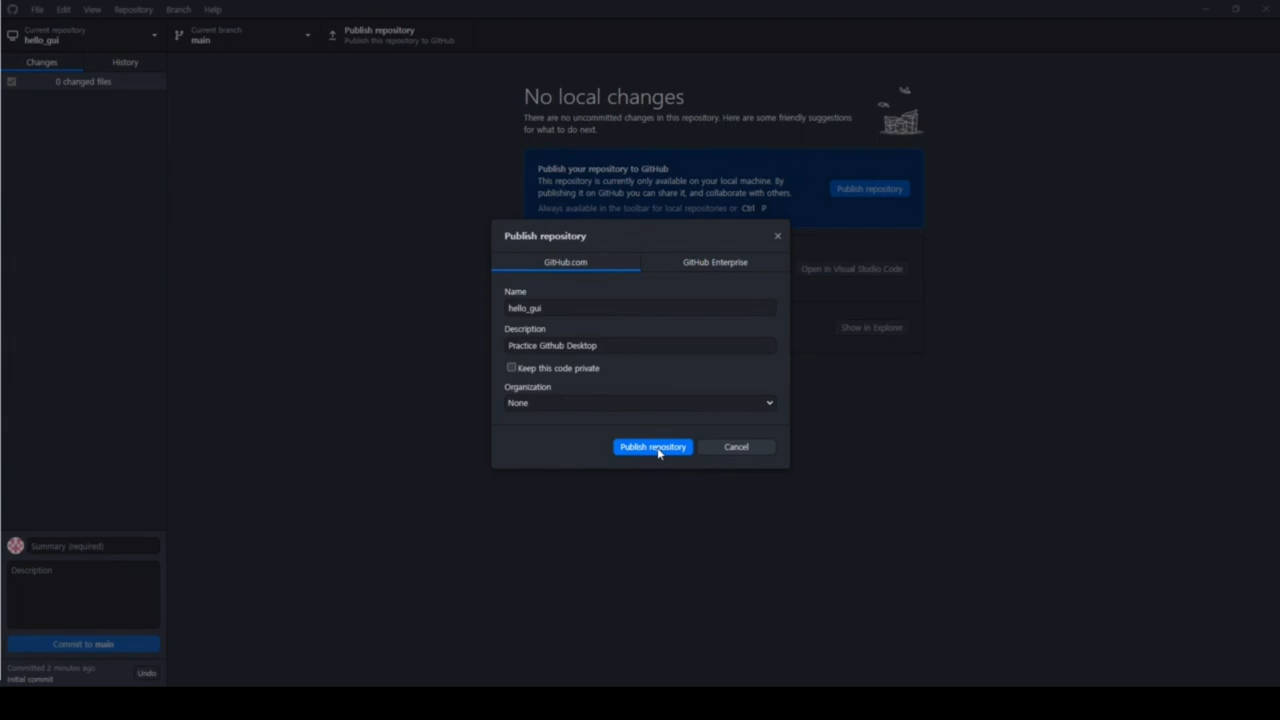 File Edit View Repository Branch Help
Current repository
hello_gui
Current branch
main
Publish repository
Publish this repository to GitHub
Changes History
0 changed files
No local changes
There are no uncommitted changes in this repository. Here are some friendly suggestions
for what to do next.
Publish your repository to GitHub
This repository is currently only available on your local machine. By
publishing it on GitHub you can share it, and collaborate with others.
Always available in the toolbar for local repositories or Ctrl P
Publish repository
Open in Visual Studio Code
Show in Explorer
Publish repository
GitHub.com GitHub Enterprise
Name
hello_gui
Description
Practice Github Desktop
Keep this code private
Organization
None
Publish repository Cancel
Summary (required)
Description
Commit to main
Committed 2 minutes ago
Initial commit
Undo